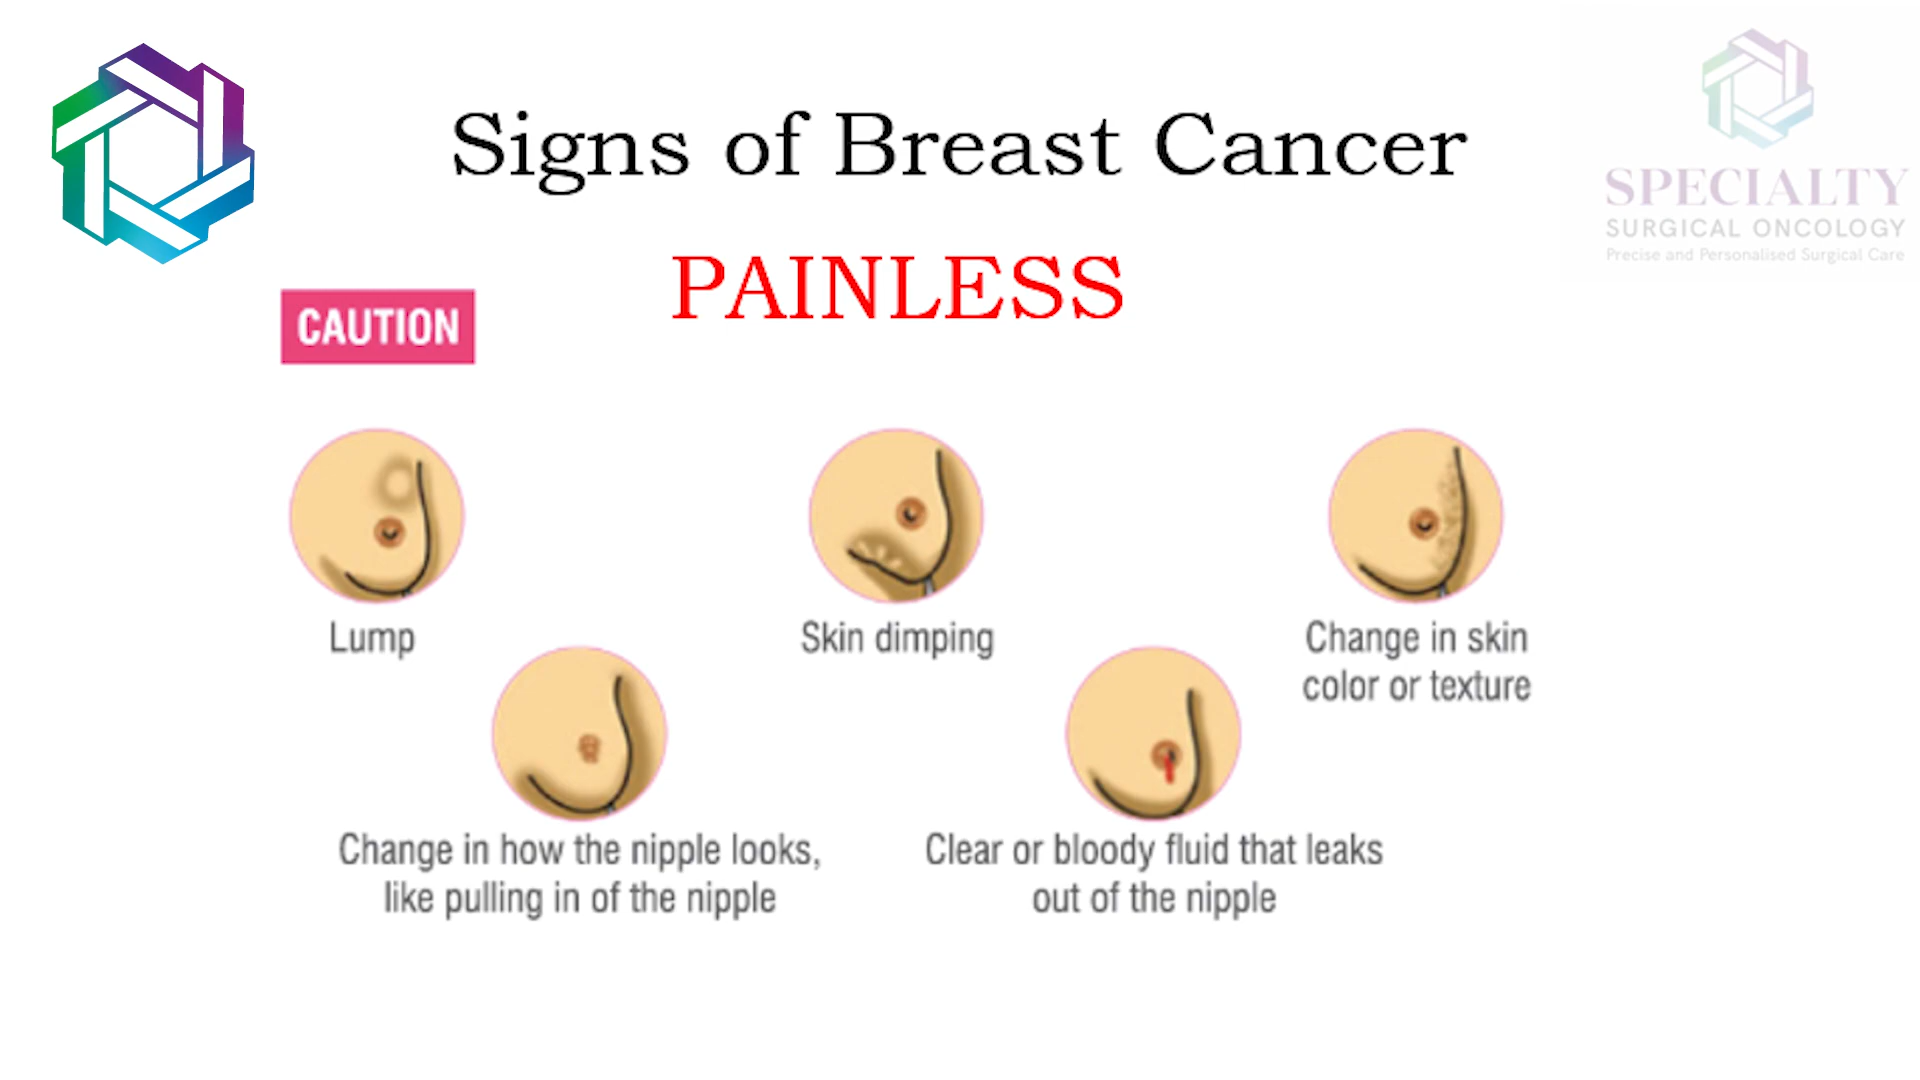 Signs of Breast Cancer
SPECIALTY
SURGICAL ONCOLOGY
Precise and Personalised Surgical Care
PAINLESS
CAUTION
Lump
Skin dimping
Change in skin
color or texture
Change in how the nipple looks,
like pulling in of the nipple
Clear or bloody fluid that leaks
out of the nipple